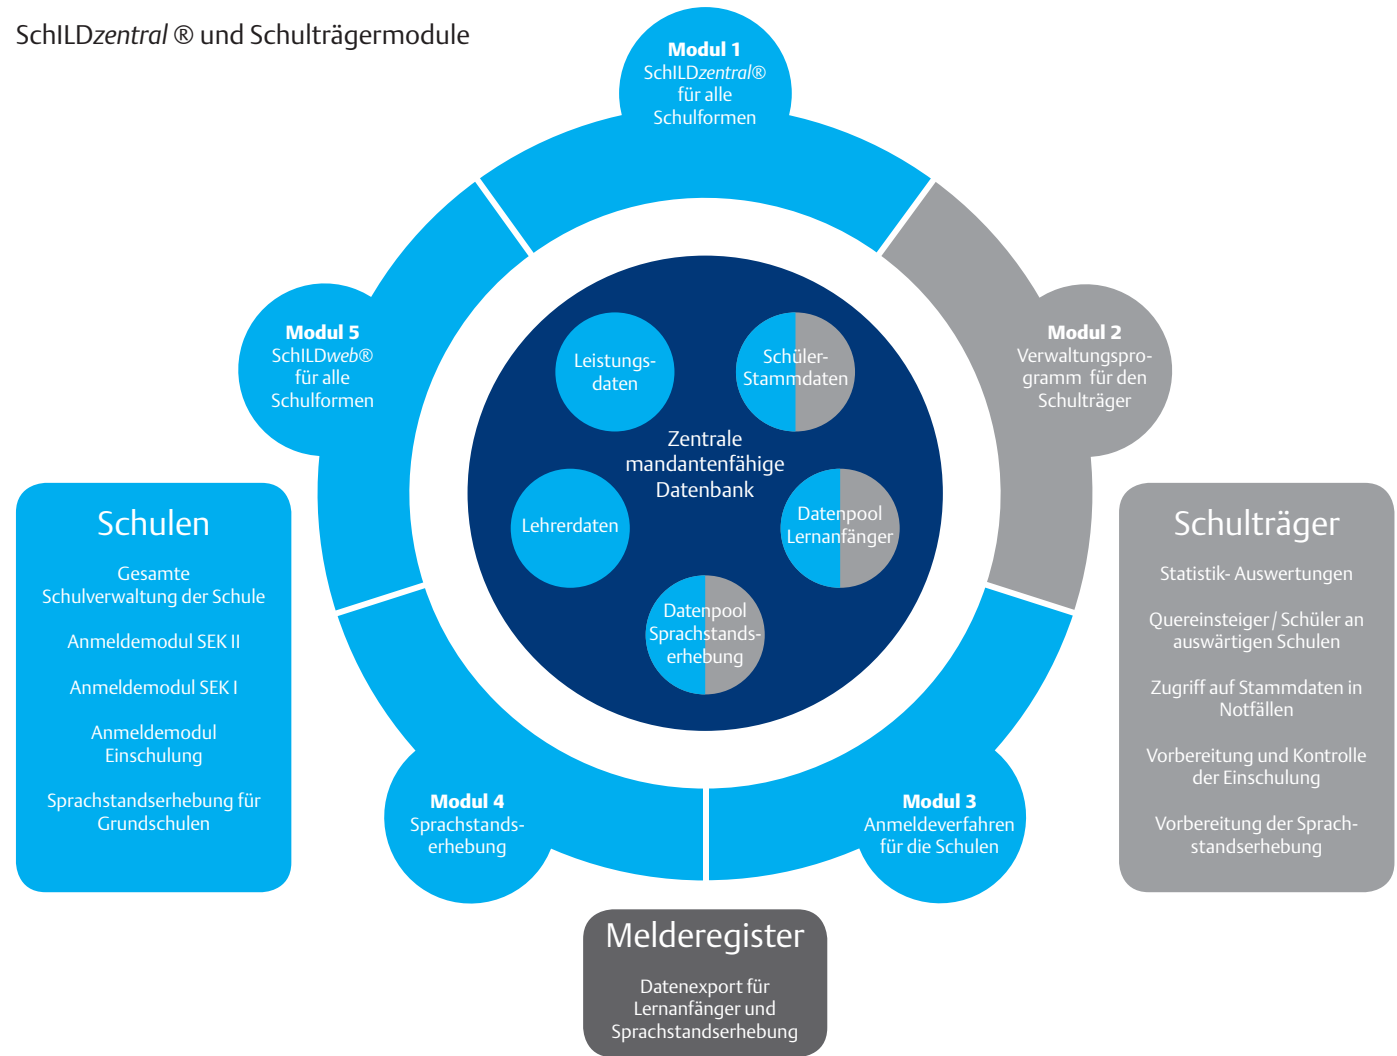 SchILDzentral ® und Schulträgermodule
Modul 1
SchILDzentral®
für alle
Schulformen
Modul 5
SchILDweb®
für alle
Schulformen
Modul 2
Verwaltungspro-
gramm für den
Schulträger
Leistungs-
daten
Schüler-
Stammdaten
Zentrale
mandantenfähige
Datenbank
Lehrerdaten
Datenpool
Lernanfänger
Datenpool
Sprachstands-
erhebung
Schulen
Gesamte
Schulverwaltung der Schule
Anmeldemodul SEK II
Anmeldemodul SEK I
Anmeldemodul
Einschulung
Sprachstandserhebung für
Grundschulen
Schulträger
Statistik- Auswertungen
Quereinsteiger / Schüler an
auswärtigen Schulen
Zugriff auf Stammdaten in
Notfällen
Vorbereitung und Kontrolle
der Einschulung
Vorbereitung der Sprach-
standserhebung
Modul 4
Sprachstands-
erhebung
Modul 3
Anmeldeverfahren
für die Schulen
Melderegister
Datenexport für
Lernanfänger und
Sprachstandserhebung